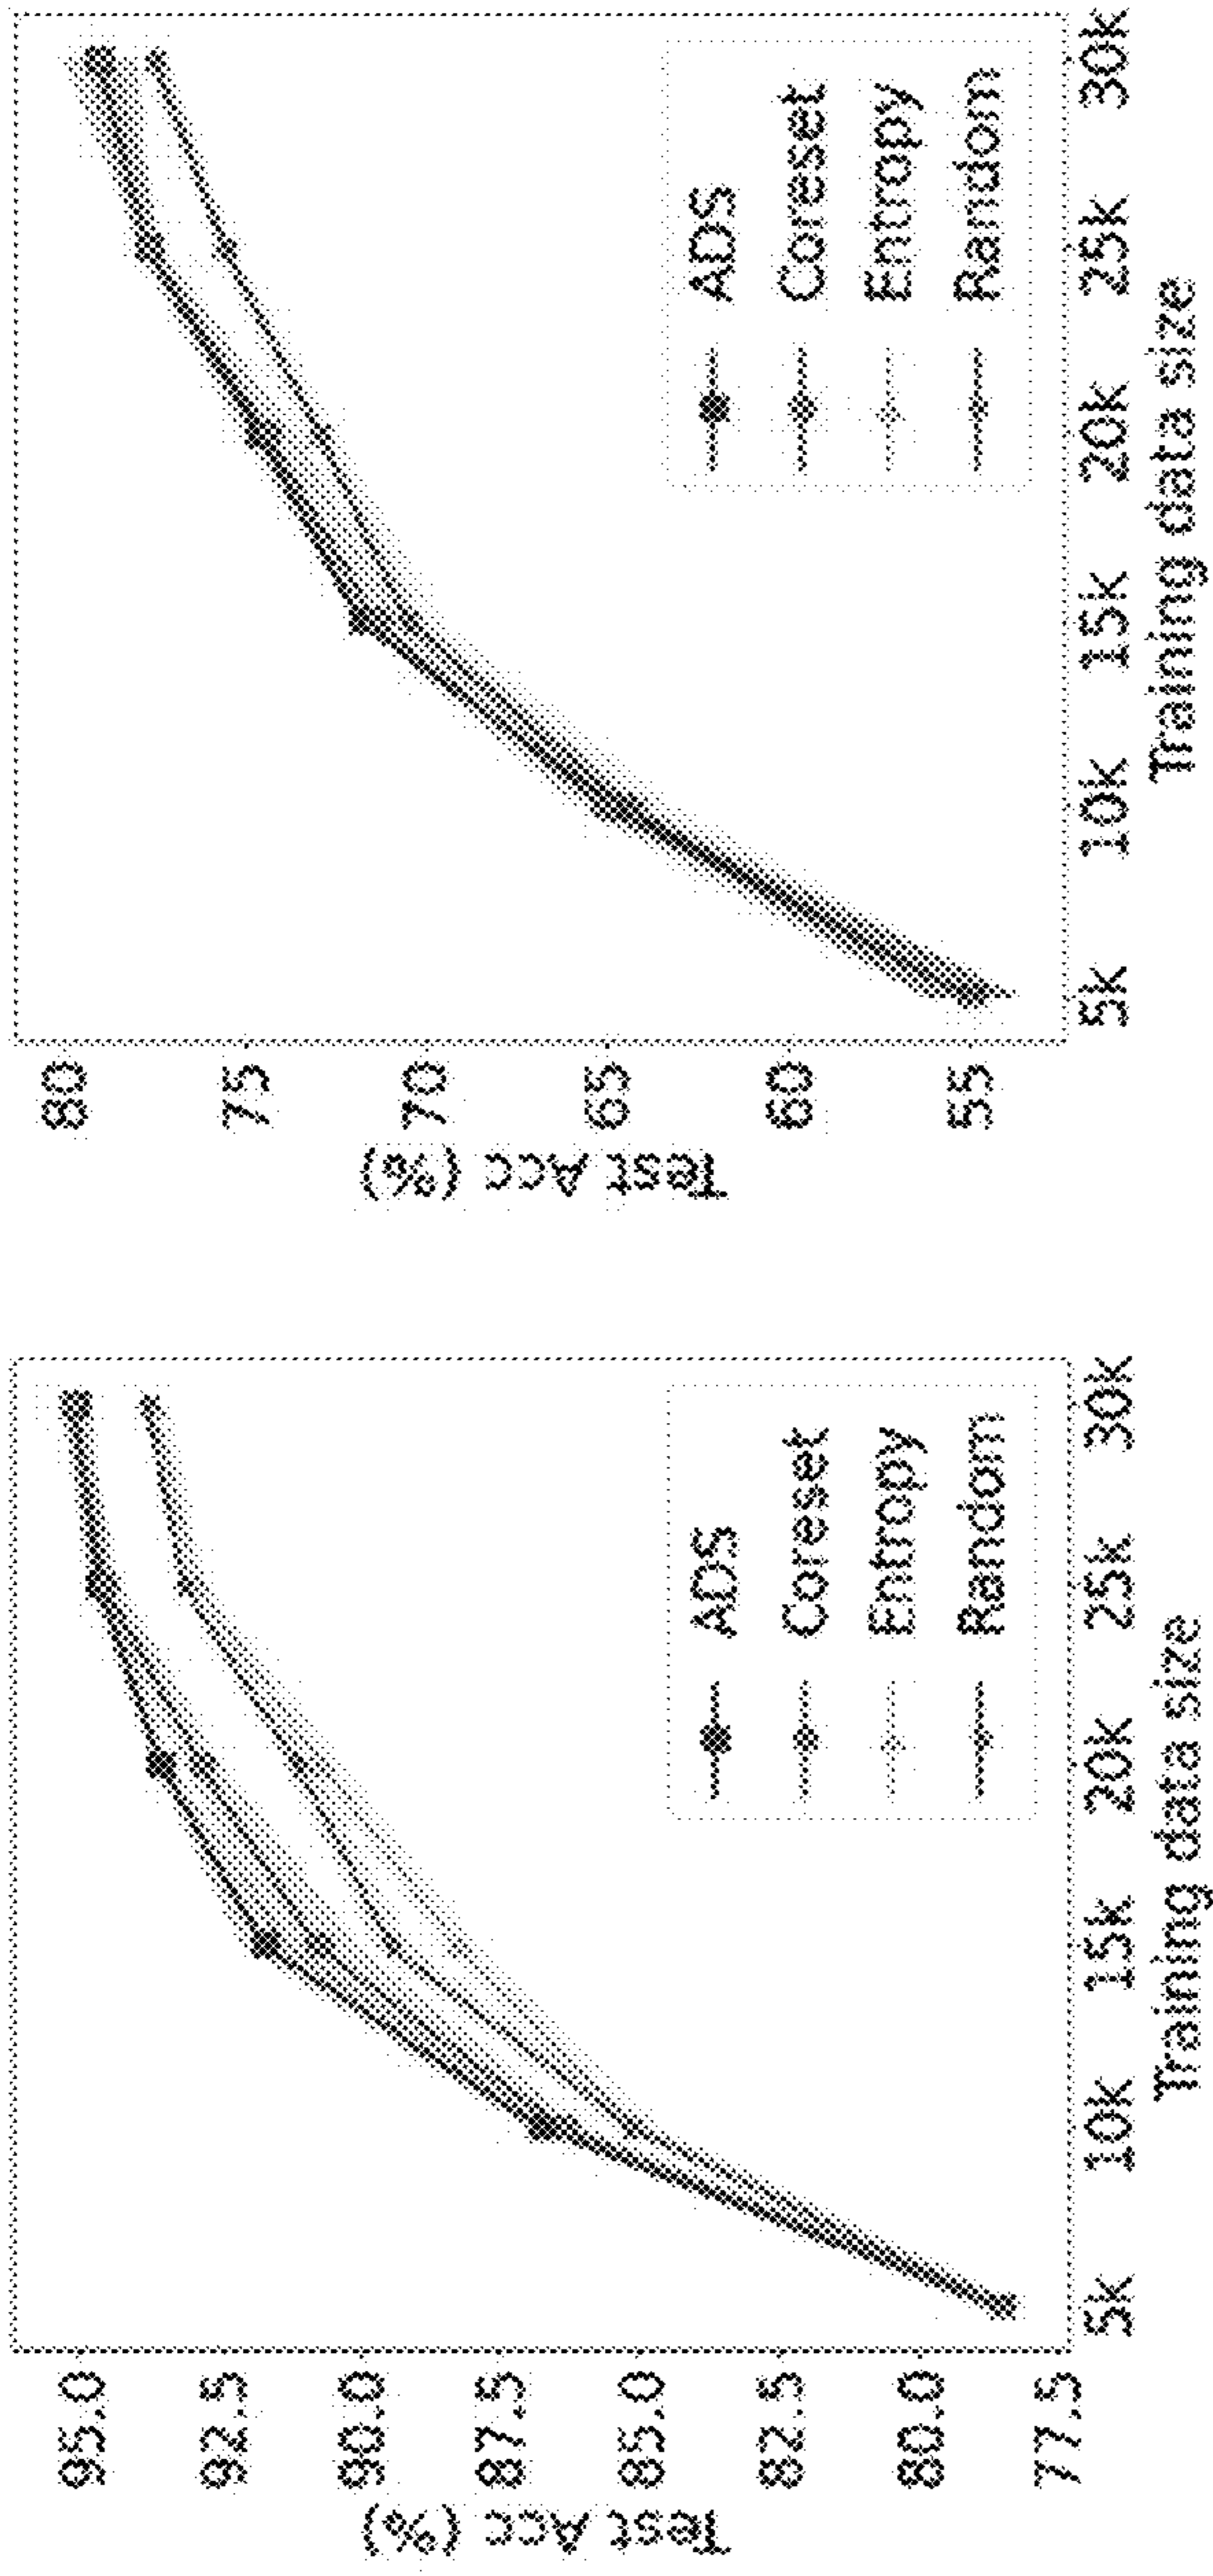 Test Acc (%)
95.0
92.5
90.0
87.5
85.0
82.5
80.0
77.5
5k
10k
15k
20k
25k
30k
Training data size
ADS
Coreset
Entropy
Random
Test Acc (%)
80
75
70
65
60
55
5k
10k
15k
20k
25k
30k
Training data size
ADS
Coreset
Entropy
Random